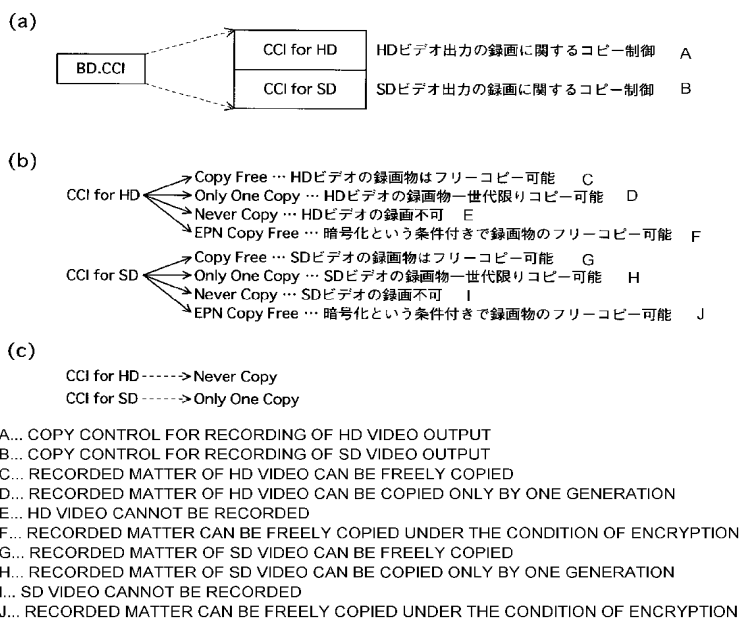 (a)
BD.CCI
CCI for HD HDビデオ出力の録画に関するコピー制御 A
CCI for SD SDビデオ出力の録画に関するコピー制御 B
(b)
CCI for HD
Copy Free … HDビデオの録画物はフリーコピー可能 C
Only One Copy … HDビデオの録画物一世代限りコピー可能 D
Never Copy … HDビデオの録画不可 E
EPN Copy Free … 暗号化という条件付きで録画物のフリーコピー可能 F
CCI for SD
Copy Free … SDビデオの録画物はフリーコピー可能 G
Only One Copy … SDビデオの録画物一世代限りコピー可能 H
Never Copy … SDビデオの録画不可 I
EPN Copy Free … 暗号化という条件付きで録画物のフリーコピー可能 J
(c)
CCI for HD Never Copy
CCI for SD Only One Copy
A... COPY CONTROL FOR RECORDING OF HD VIDEO OUTPUT
B... COPY CONTROL FOR RECORDING OF SD VIDEO OUTPUT
C... RECORDED MATTER OF HD VIDEO CAN BE FREELY COPIED
D... RECORDED MATTER OF HD VIDEO CAN BE COPIED ONLY BY ONE GENERATION
E... HD VIDEO CANNOT BE RECORDED
F... RECORDED MATTER CAN BE FREELY COPIED UNDER THE CONDITION OF ENCRYPTION
G... RECORDED MATTER OF SD VIDEO CAN BE FREELY COPIED
H... RECORDED MATTER OF SD VIDEO CAN BE COPIED ONLY BY ONE GENERATION
I... SD VIDEO CANNOT BE RECORDED
J... RECORDED MATTER CAN BE FREELY COPIED UNDER THE CONDITION OF ENCRYPTION